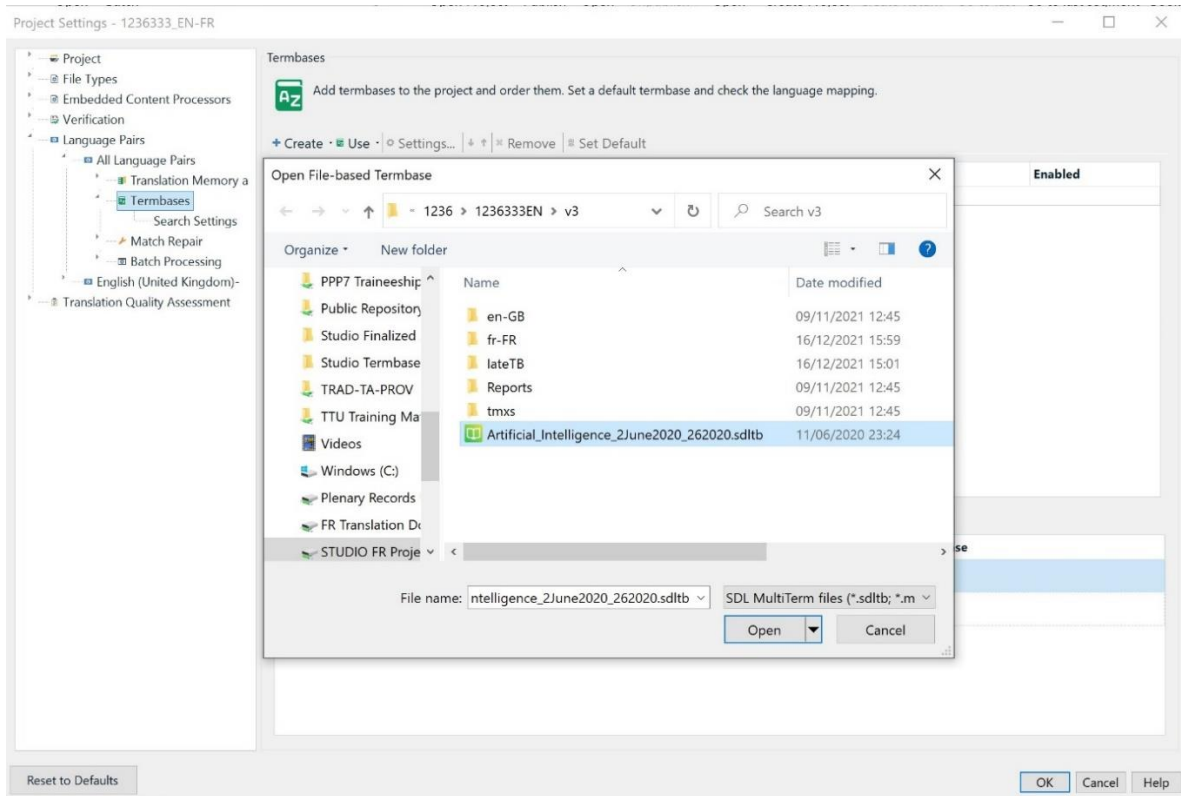 Project Settings - 1236333_EN-FR
Project
File Types
Embedded Content Processors
Verification
Language Pairs
All Language Pairs
Translation Memory a
Termbases
Search Settings
Match Repair
Batch Processing
English (United Kingdom)-
Translation Quality Assessment
Termbases
AZ
Add termbases to the project and order them. Set a default termbase and check the language mapping.
+ Create Use Settings... Remove Set Default
Enabled
Open File-based Termbase
1236 > 1236333EN > v3
Search v3
Organize New folder
Name Date modified
PPP7 Traineeship
Public Repository
Studio Finalized
Studio Termbase
TRAD-TA-PROV
TTU Training Ma
Videos
Windows (C:)
Plenary Records
FR Translation Do
STUDIO FR Proje
en-GB 09/11/2021 12:45
fr-FR 16/12/2021 15:59
lateTB 16/12/2021 15:01
Reports 09/11/2021 12:45
tmxs 09/11/2021 12:45
Artificial_Intelligence_2June2020_262020.sdltb 11/06/2020 23:24
File name: ntelligence_2June2020_262020.sdltb SDL MultiTerm files (*.sdltb; *.m
Open Cancel
se
Reset to Defaults
OK Cancel Help